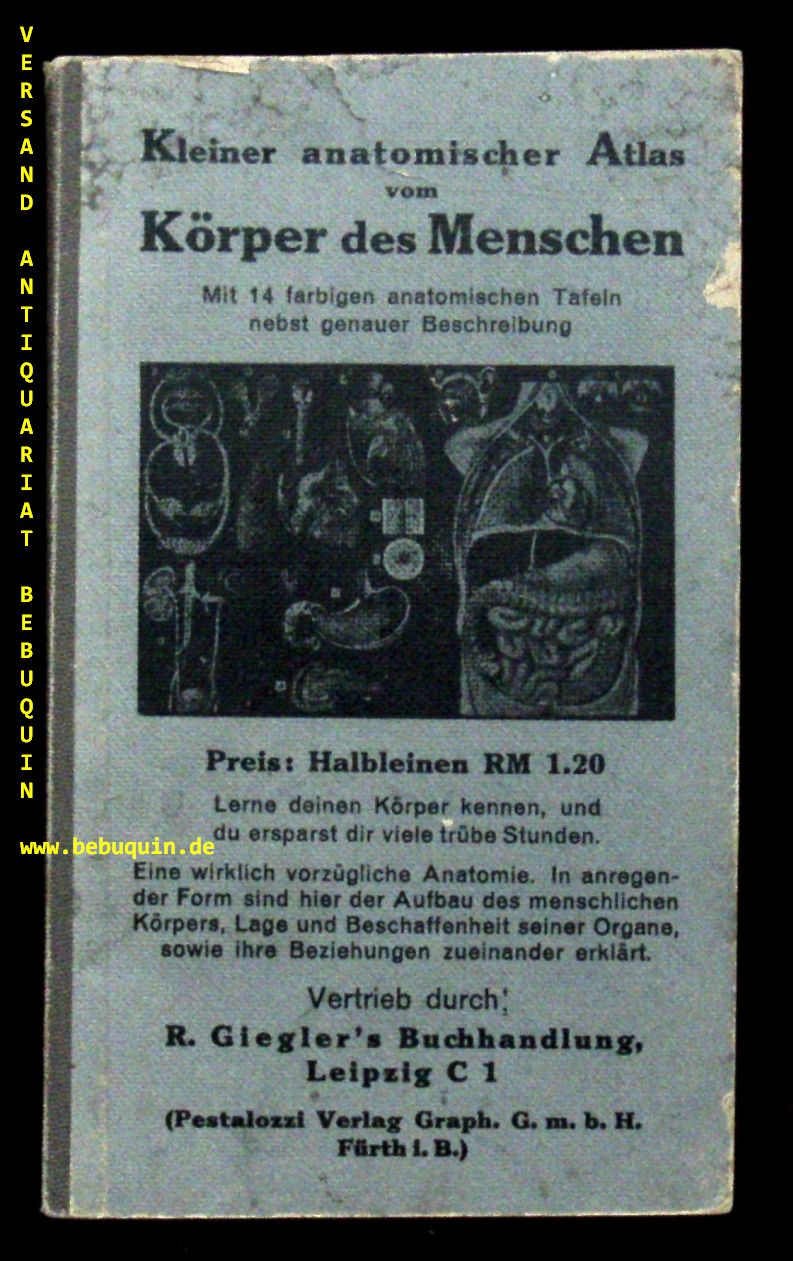 VERSAND ANTIQUARIAT BEBUQUIN
www.bebuquin.de
Kleiner anatomischer Atlas
vom
Körper des Menschen
Mit 14 farbigen anatomischen Tafeln
nebst genauer Beschreibung
Preis: Halbleinen RM 1.20
Lerne deinen Körper kennen, und
du ersparst dir viele trübe Stunden.
Eine wirklich vorzügliche Anatomie. In anregen-
der Form sind hier der Aufbau des menschlichen
Körpers, Lage und Beschaffenheit seiner Organe,
sowie ihre Beziehungen zueinander erklärt.
Vertrieb durch:
R. Giegler's Buchhandlung,
Leipzig C 1
(Pestalozzi Verlag Graph. G. m. b. H.
Fürth i. B.)